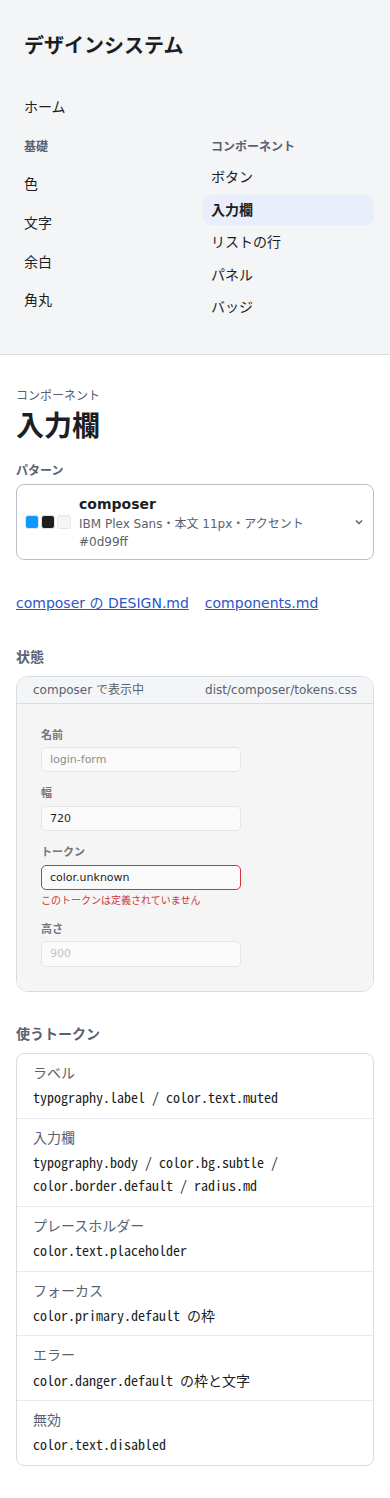 デザインシステム
ホーム
基礎
色
文字
余白
角丸
コンポーネント
ボタン
入力欄
リストの行
パネル
バッジ
コンポーネント
入力欄
パターン
composer
IBM Plex Sans・本文 11px・アクセント
#0d99ff
composer の DESIGN.md components.md
状態
composer で表示中 dist/composer/tokens.css
名前
login-form
幅
720
トークン
color.unknown
このトークンは定義されていません
高さ
900
使うトークン
ラベル
typography.label / color.text.muted
入力欄
typography.body / color.bg.subtle /
color.border.default / radius.md
プレースホルダー
color.text.placeholder
フォーカス
color.primary.default の枠
エラー
color.danger.default の枠と文字
無効
color.text.disabled